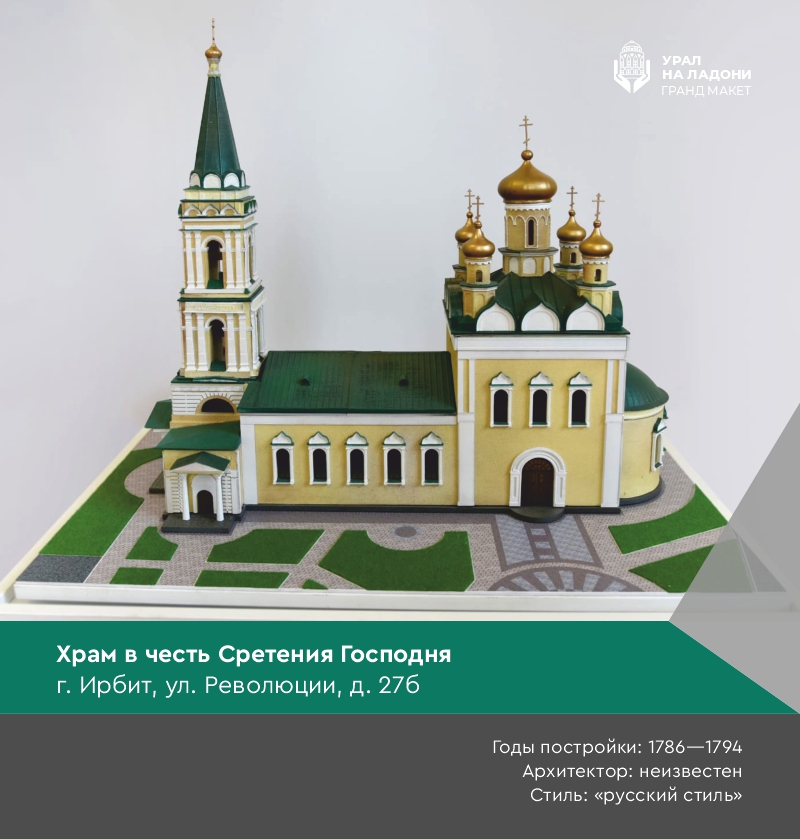 УРАЛ
НА ЛАДОНИ
ГРАНД МАКЕТ
Храм в честь Сретения Господня
г. Ирбит, ул. Революции, д. 27б
Годы постройки: 1786—1794
Архитектор: неизвестен
Стиль: «русский стиль»